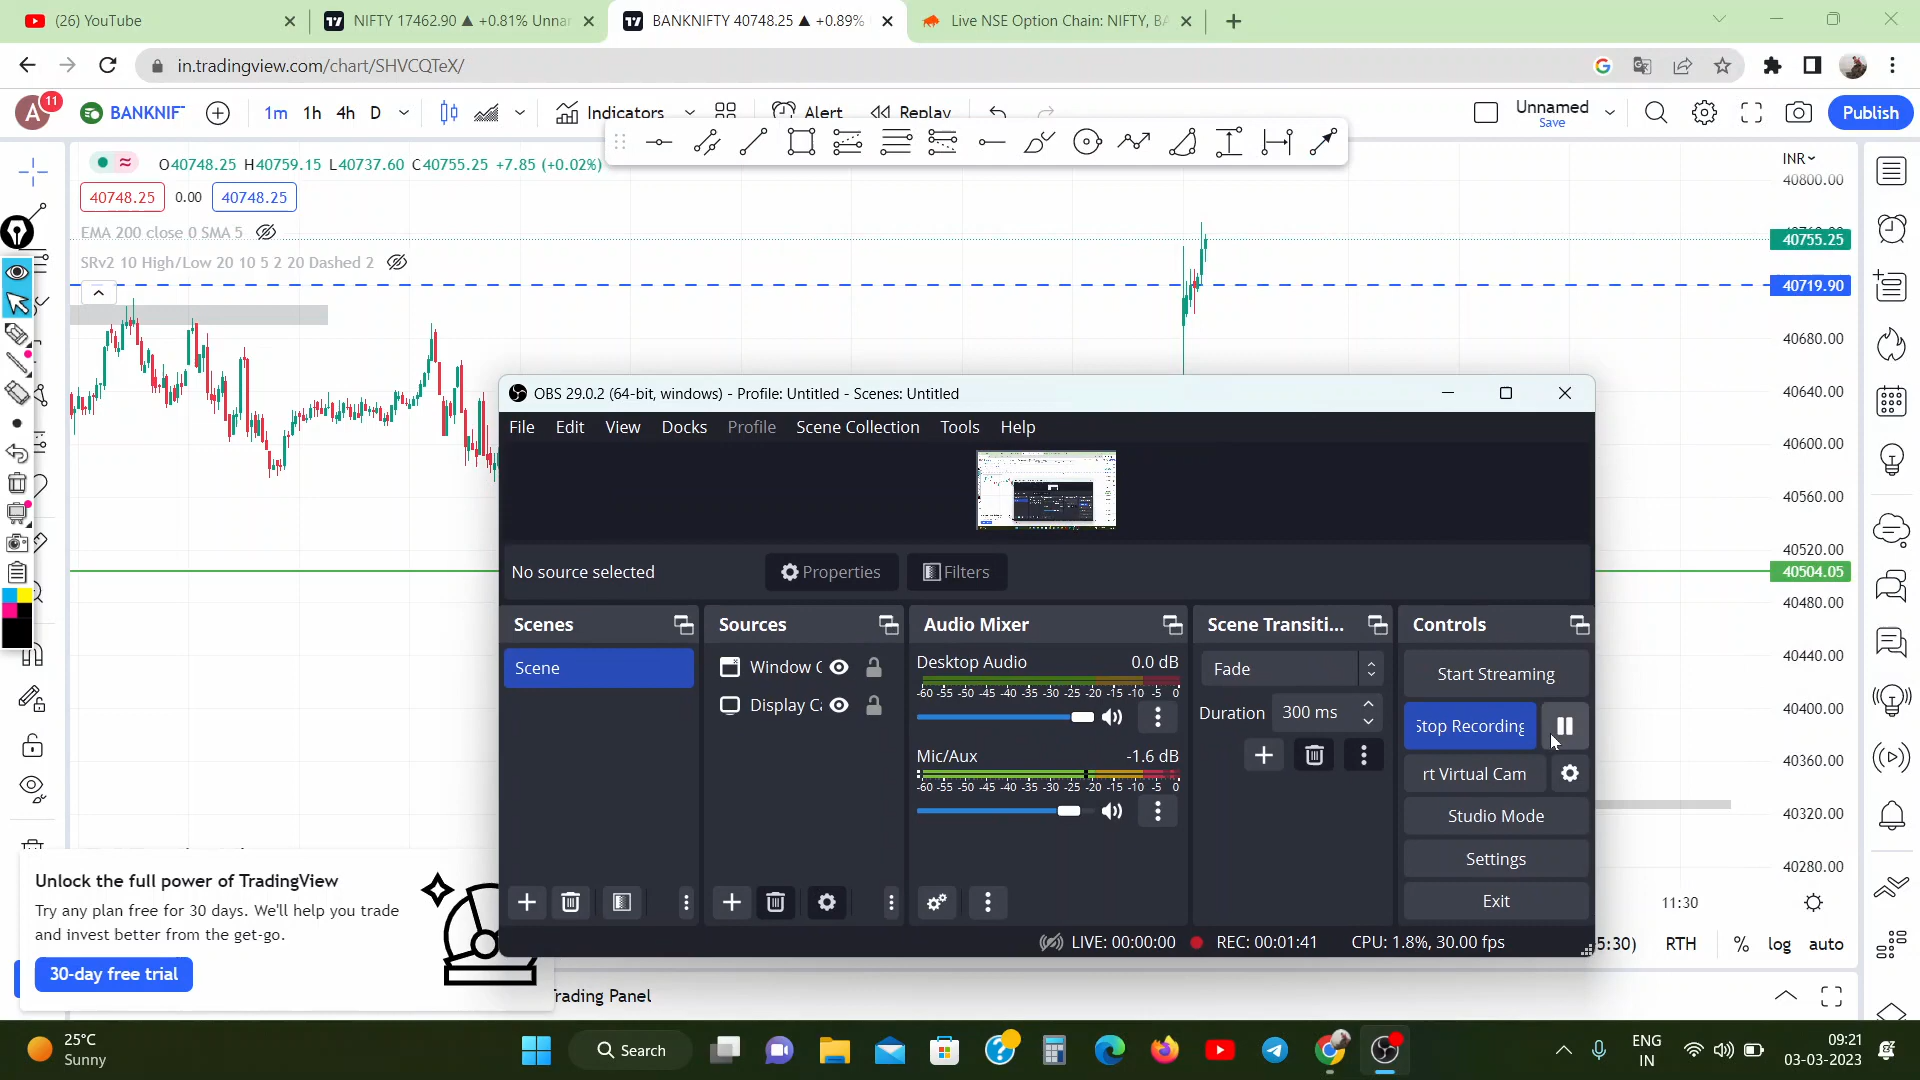 (26) YouTube
NIFTY 17462.90 ▲ +0.81% Unna
BANKNIFTY 40748.25 ▲ +0.89%
Live NSE Option Chain: NIFTY, BA
in.tradingview.com/chart/SHVCQTeX/
A
11
BANKNIF
1m 1h 4h D
Indicators
Alert
Replay
Unnamed
Save
Publish
O40748.25 H40759.15 L40737.60 C40755.25 +7.85 (+0.02%)
40748.25 0.00 40748.25
EMA 200 close 0 SMA 5
SRv2 10 High/Low 20 10 5 2 20 Dashed 2
INR
40800.00
40755.25
40719.90
40680.00
40640.00
40600.00
40560.00
40520.00
40504.05
40480.00
40440.00
40400.00
40360.00
40320.00
40280.00
OBS 29.0.2 (64-bit, windows) - Profile: Untitled - Scenes: Untitled
File Edit View Docks Profile Scene Collection Tools Help
No source selected
Properties
Filters
Scenes
Scene
Sources
Window C
Display Ca
Audio Mixer
Desktop Audio 0.0 dB
-60 -55 -50 -45 -40 -35 -30 -25 -20 -15 -10 -5 0
Mic/Aux -1.6 dB
-60 -55 -50 -45 -40 -35 -30 -25 -20 -15 -10 -5 0
Scene Transiti...
Fade
Duration 300 ms
Controls
Start Streaming
Stop Recording
rt Virtual Cam
Studio Mode
Settings
Exit
LIVE: 00:00:00 REC: 00:01:41 CPU: 1.8%, 30.00 fps
Unlock the full power of TradingView
Try any plan free for 30 days. We'll help you trade
and invest better from the get-go.
30-day free trial
11:30
5:30) RTH % log auto
rading Panel
25°C
Sunny
Search
ENG
IN
09:21
03-03-2023